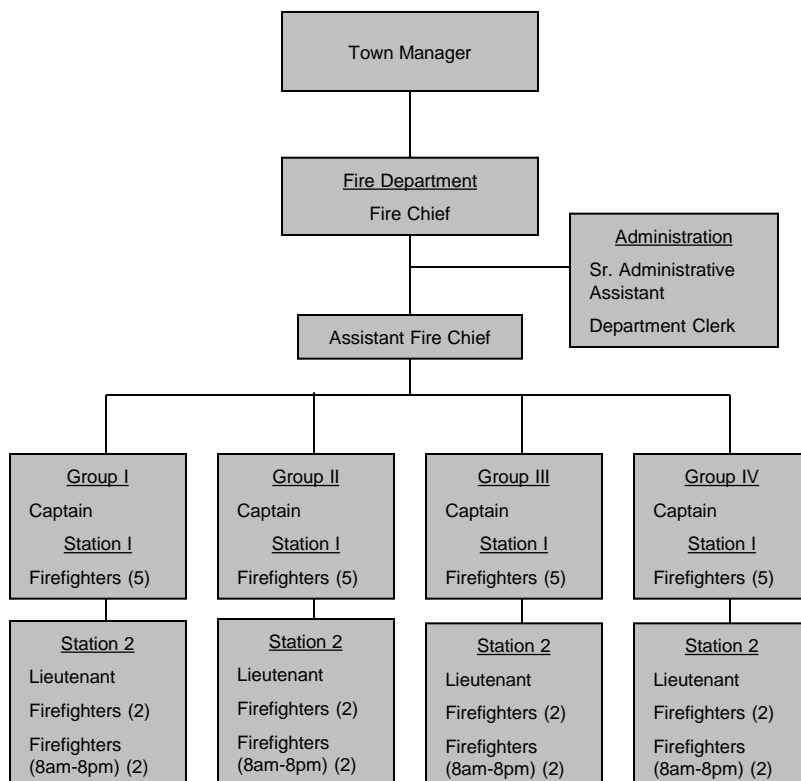 Town Manager
Fire Department
Fire Chief
Administration
Sr. Administrative
Assistant
Department Clerk
Assistant Fire Chief
Group I
Captain
Station I
Firefighters (5)
Group II
Captain
Station I
Firefighters (5)
Group III
Captain
Station I
Firefighters (5)
Group IV
Captain
Station I
Firefighters (5)
Station 2
Lieutenant
Firefighters (2)
Firefighters
(8am-8pm) (2)
Station 2
Lieutenant
Firefighters (2)
Firefighters
(8am-8pm) (2)
Station 2
Lieutenant
Firefighters (2)
Firefighters
(8am-8pm) (2)
Station 2
Lieutenant
Firefighters (2)
Firefighters
(8am-8pm) (2)